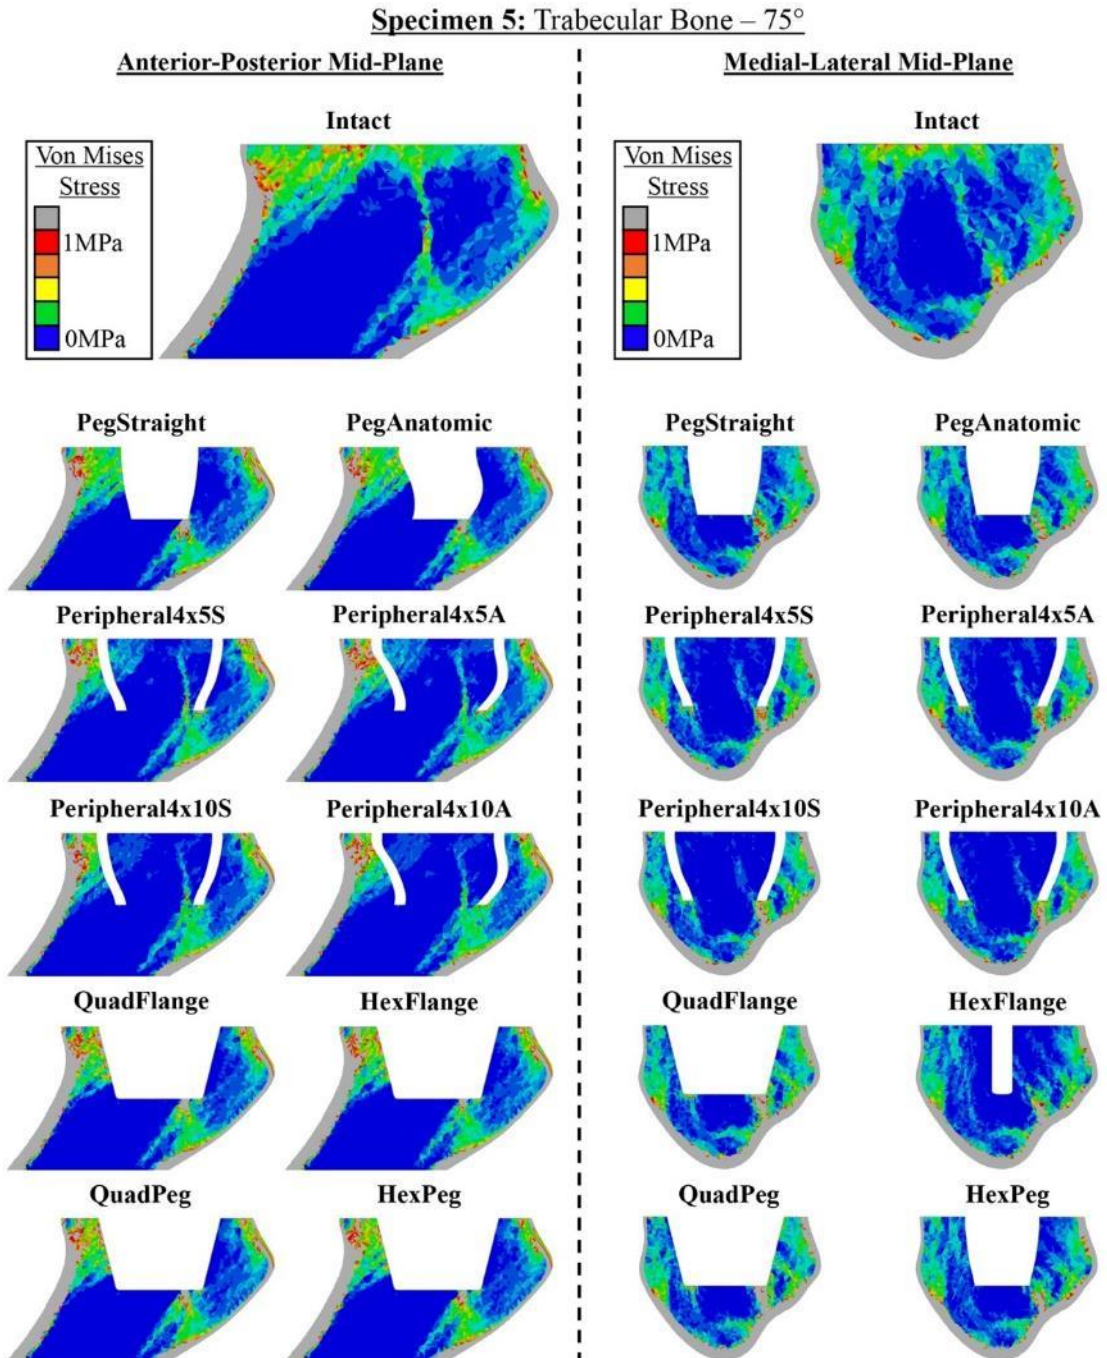 Specimen 5: Trabecular Bone – 75°
Anterior-Posterior Mid-Plane
Intact
Von Mises
Stress
1MPa
0MPa
PegStraight PegAnatomic
Peripheral4x5S Peripheral4x5A
Peripheral4x10S Peripheral4x10A
QuadFlange HexFlange
QuadPeg HexPeg
Medial-Lateral Mid-Plane
Intact
Von Mises
Stress
1MPa
0MPa
PegStraight PegAnatomic
Peripheral4x5S Peripheral4x5A
Peripheral4x10S Peripheral4x10A
QuadFlange HexFlange
QuadPeg HexPeg